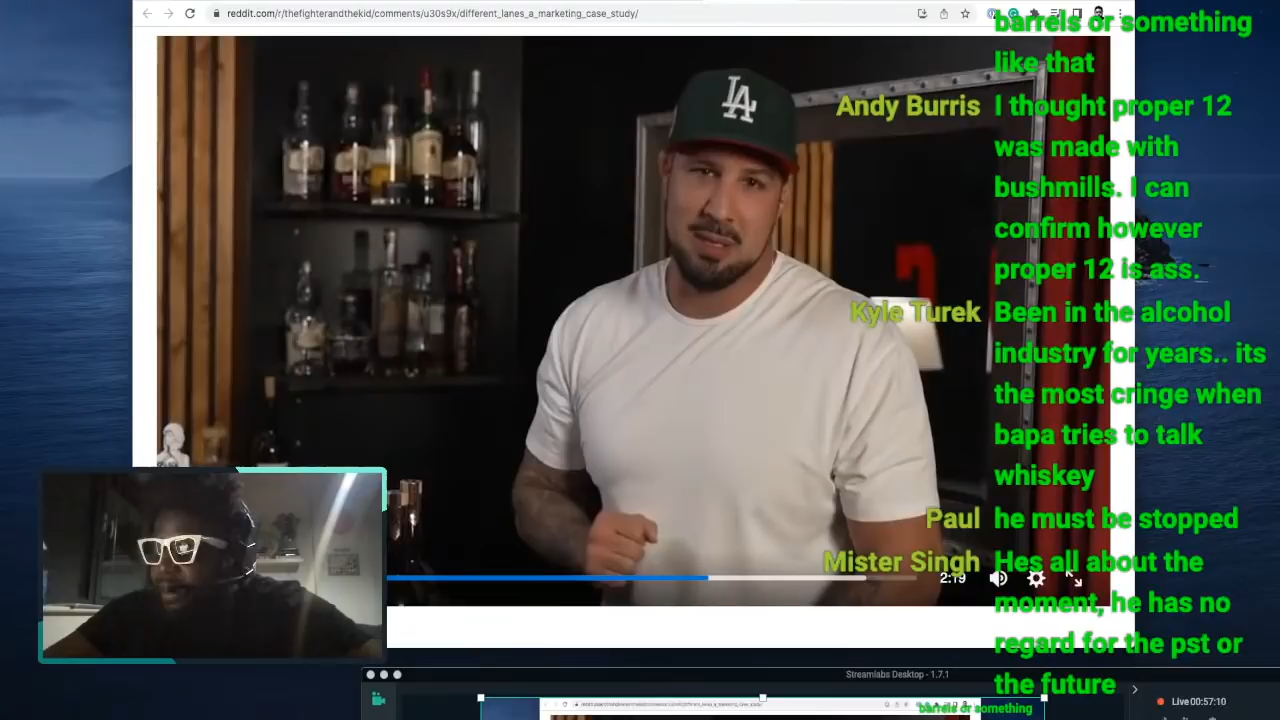 reddit.com/r/thefighterandthekid/comments/u30s9x/different_lanes_a_marketing_case_study/
LA
barrels or something
like that
Andy Burris I thought proper 12
was made with
bushmills. I can
confirm however
proper 12 is ass.
Kyle Turek Been in the alcohol
industry for years.. its
the most cringe when
bapa tries to talk
whiskey
Paul he must be stopped
Mister Singh Hes all about the
moment, he has no
regard for the pst or
the future
2:19
Streamlabs Desktop - 1.7.1
Live 00:57:10
barrels or something